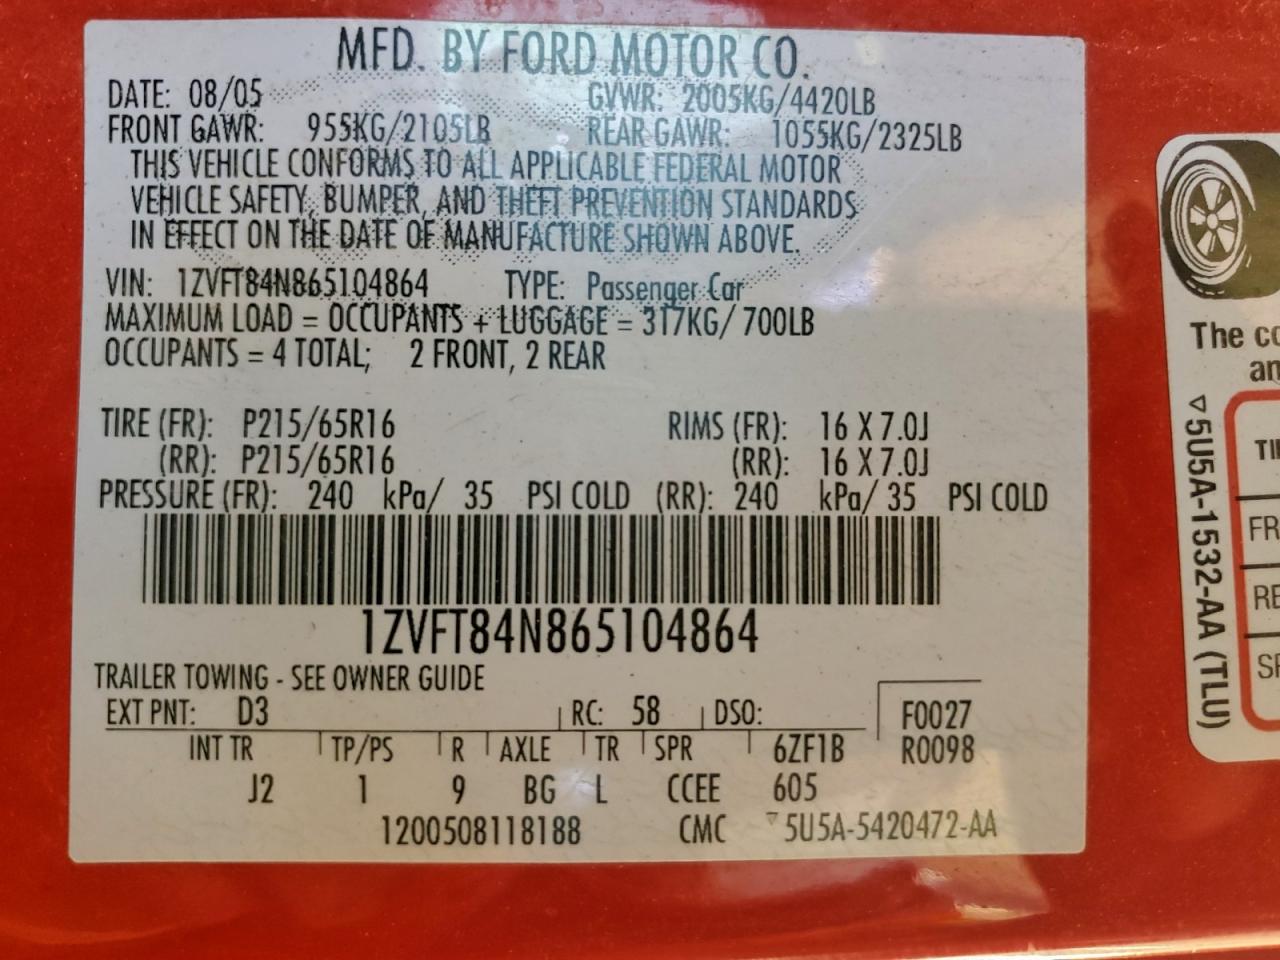 MFD. BY FORD MOTOR CO.
DATE: 08/05 GVWR: 2005KG/4420LB
FRONT GAWR: 955KG/2105LB REAR GAWR: 1055KG/2325LB
THIS VEHICLE CONFORMS TO ALL APPLICABLE FEDERAL MOTOR
VEHICLE SAFETY, BUMPER, AND THEFT PREVENTION STANDARDS
IN EFFECT ON THE DATE OF MANUFACTURE SHOWN ABOVE.
VIN: 1ZVFT84N865104864 TYPE: Passenger Car
MAXIMUM LOAD = OCCUPANTS + LUGGAGE = 317KG/ 700LB
OCCUPANTS = 4 TOTAL; 2 FRONT, 2 REAR
TIRE (FR): P215/65R16 RIMS (FR): 16 X 7.0J
(RR): P215/65R16 (RR): 16 X 7.0J
PRESSURE (FR): 240 kPa/ 35 PSI COLD (RR): 240 kPa/ 35 PSI COLD
1ZVFT84N865104864
TRAILER TOWING - SEE OWNER GUIDE
EXT PNT: D3 RC: 58 DSO: F0027
INT TR TP/PS R AXLE TR SPR 6ZF1B R0098
J2 1 9 BG L CCEE 605
1200508118188 CMC ▽5U5A-5420472-AA
The co
an
▽5U5A-1532-AA (TLU)
TI
FR
RE
SP